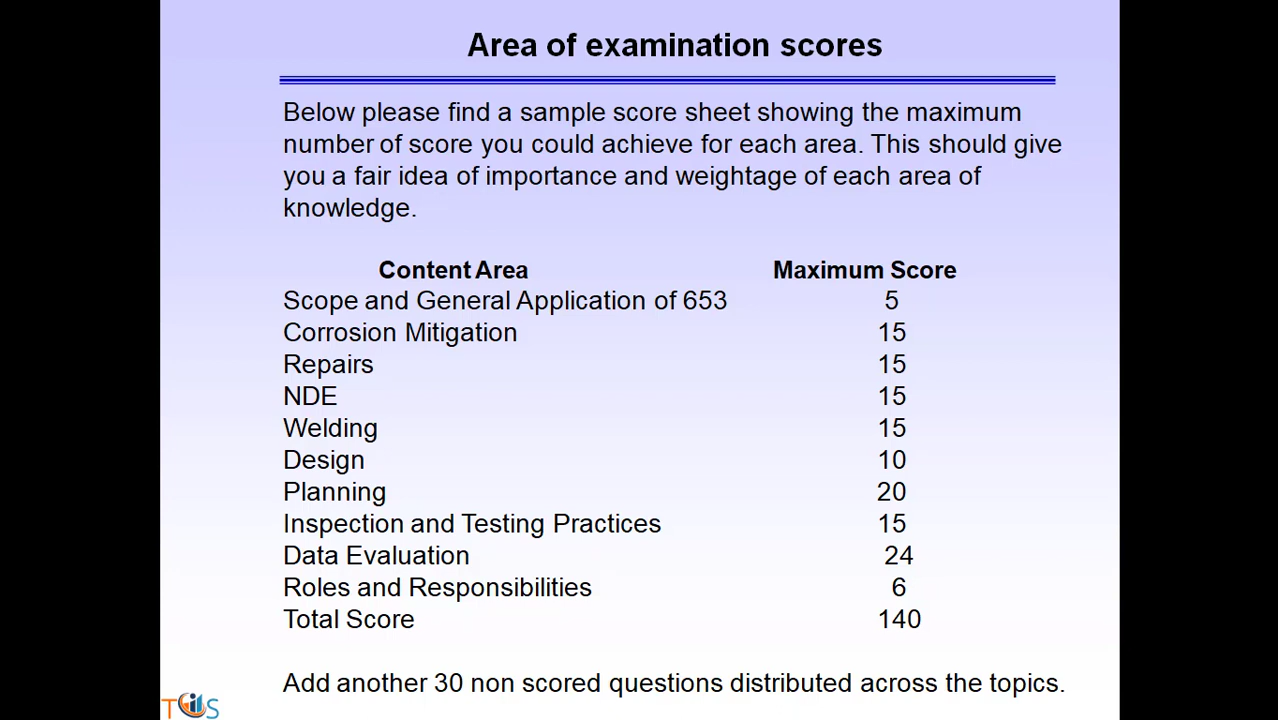 Area of examination scores
Below please find a sample score sheet showing the maximum
number of score you could achieve for each area. This should give
you a fair idea of importance and weightage of each area of
knowledge.
Content Area Maximum Score
Scope and General Application of 653 5
Corrosion Mitigation 15
Repairs 15
NDE 15
Welding 15
Design 10
Planning 20
Inspection and Testing Practices 15
Data Evaluation 24
Roles and Responsibilities 6
Total Score 140
Add another 30 non scored questions distributed across the topics.